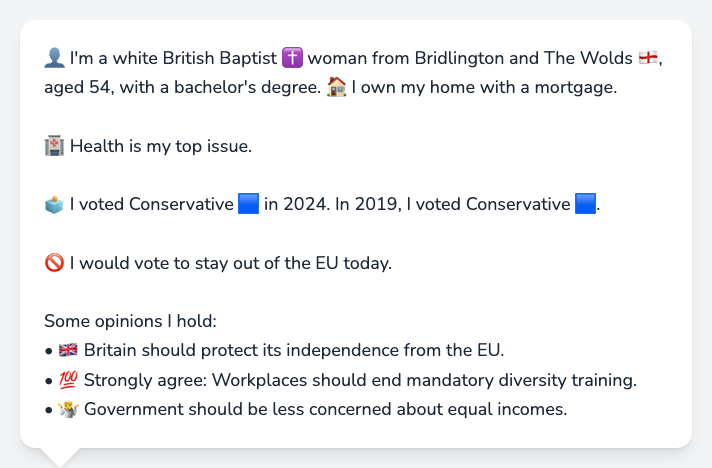 👤 I'm a white British Baptist ✝️ woman from Bridlington and The Wolds 🏴󠁧󠁢󠁥󠁮󠁧󠁿,
aged 54, with a bachelor's degree. 🏠 I own my home with a mortgage.
🏥 Health is my top issue.
🗳️ I voted Conservative 🟦 in 2024. In 2019, I voted Conservative 🟦.
🚫 I would vote to stay out of the EU today.
Some opinions I hold:
• 🇬🇧 Britain should protect its independence from the EU.
• 💯 Strongly agree: Workplaces should end mandatory diversity training.
• 🤷 Government should be less concerned about equal incomes.